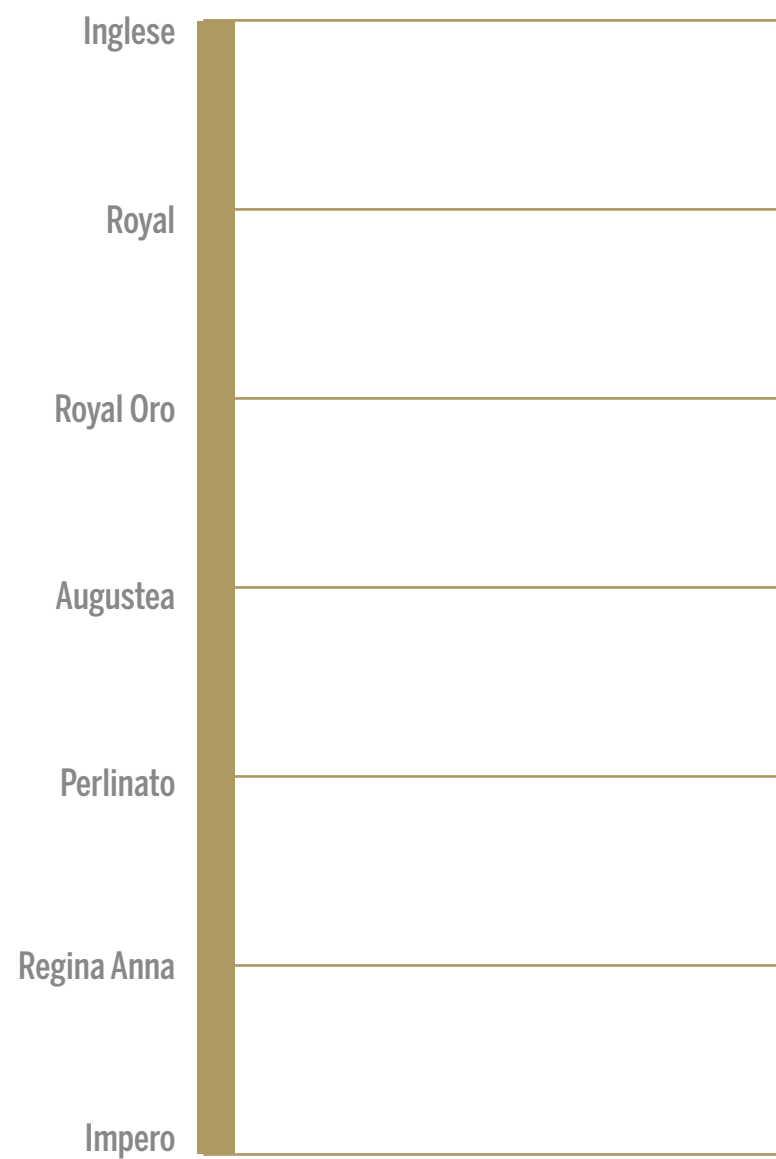 Inglese
Royal
Royal Oro
Augustea
Perlinato
Regina Anna
Impero